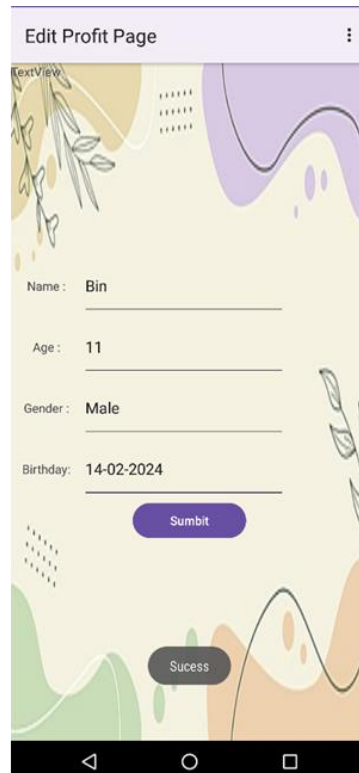 Edit Profit Page
TextView
Name : Bin
Age : 11
Gender : Male
Birthday: 14-02-2024
Sumbit
Sucess